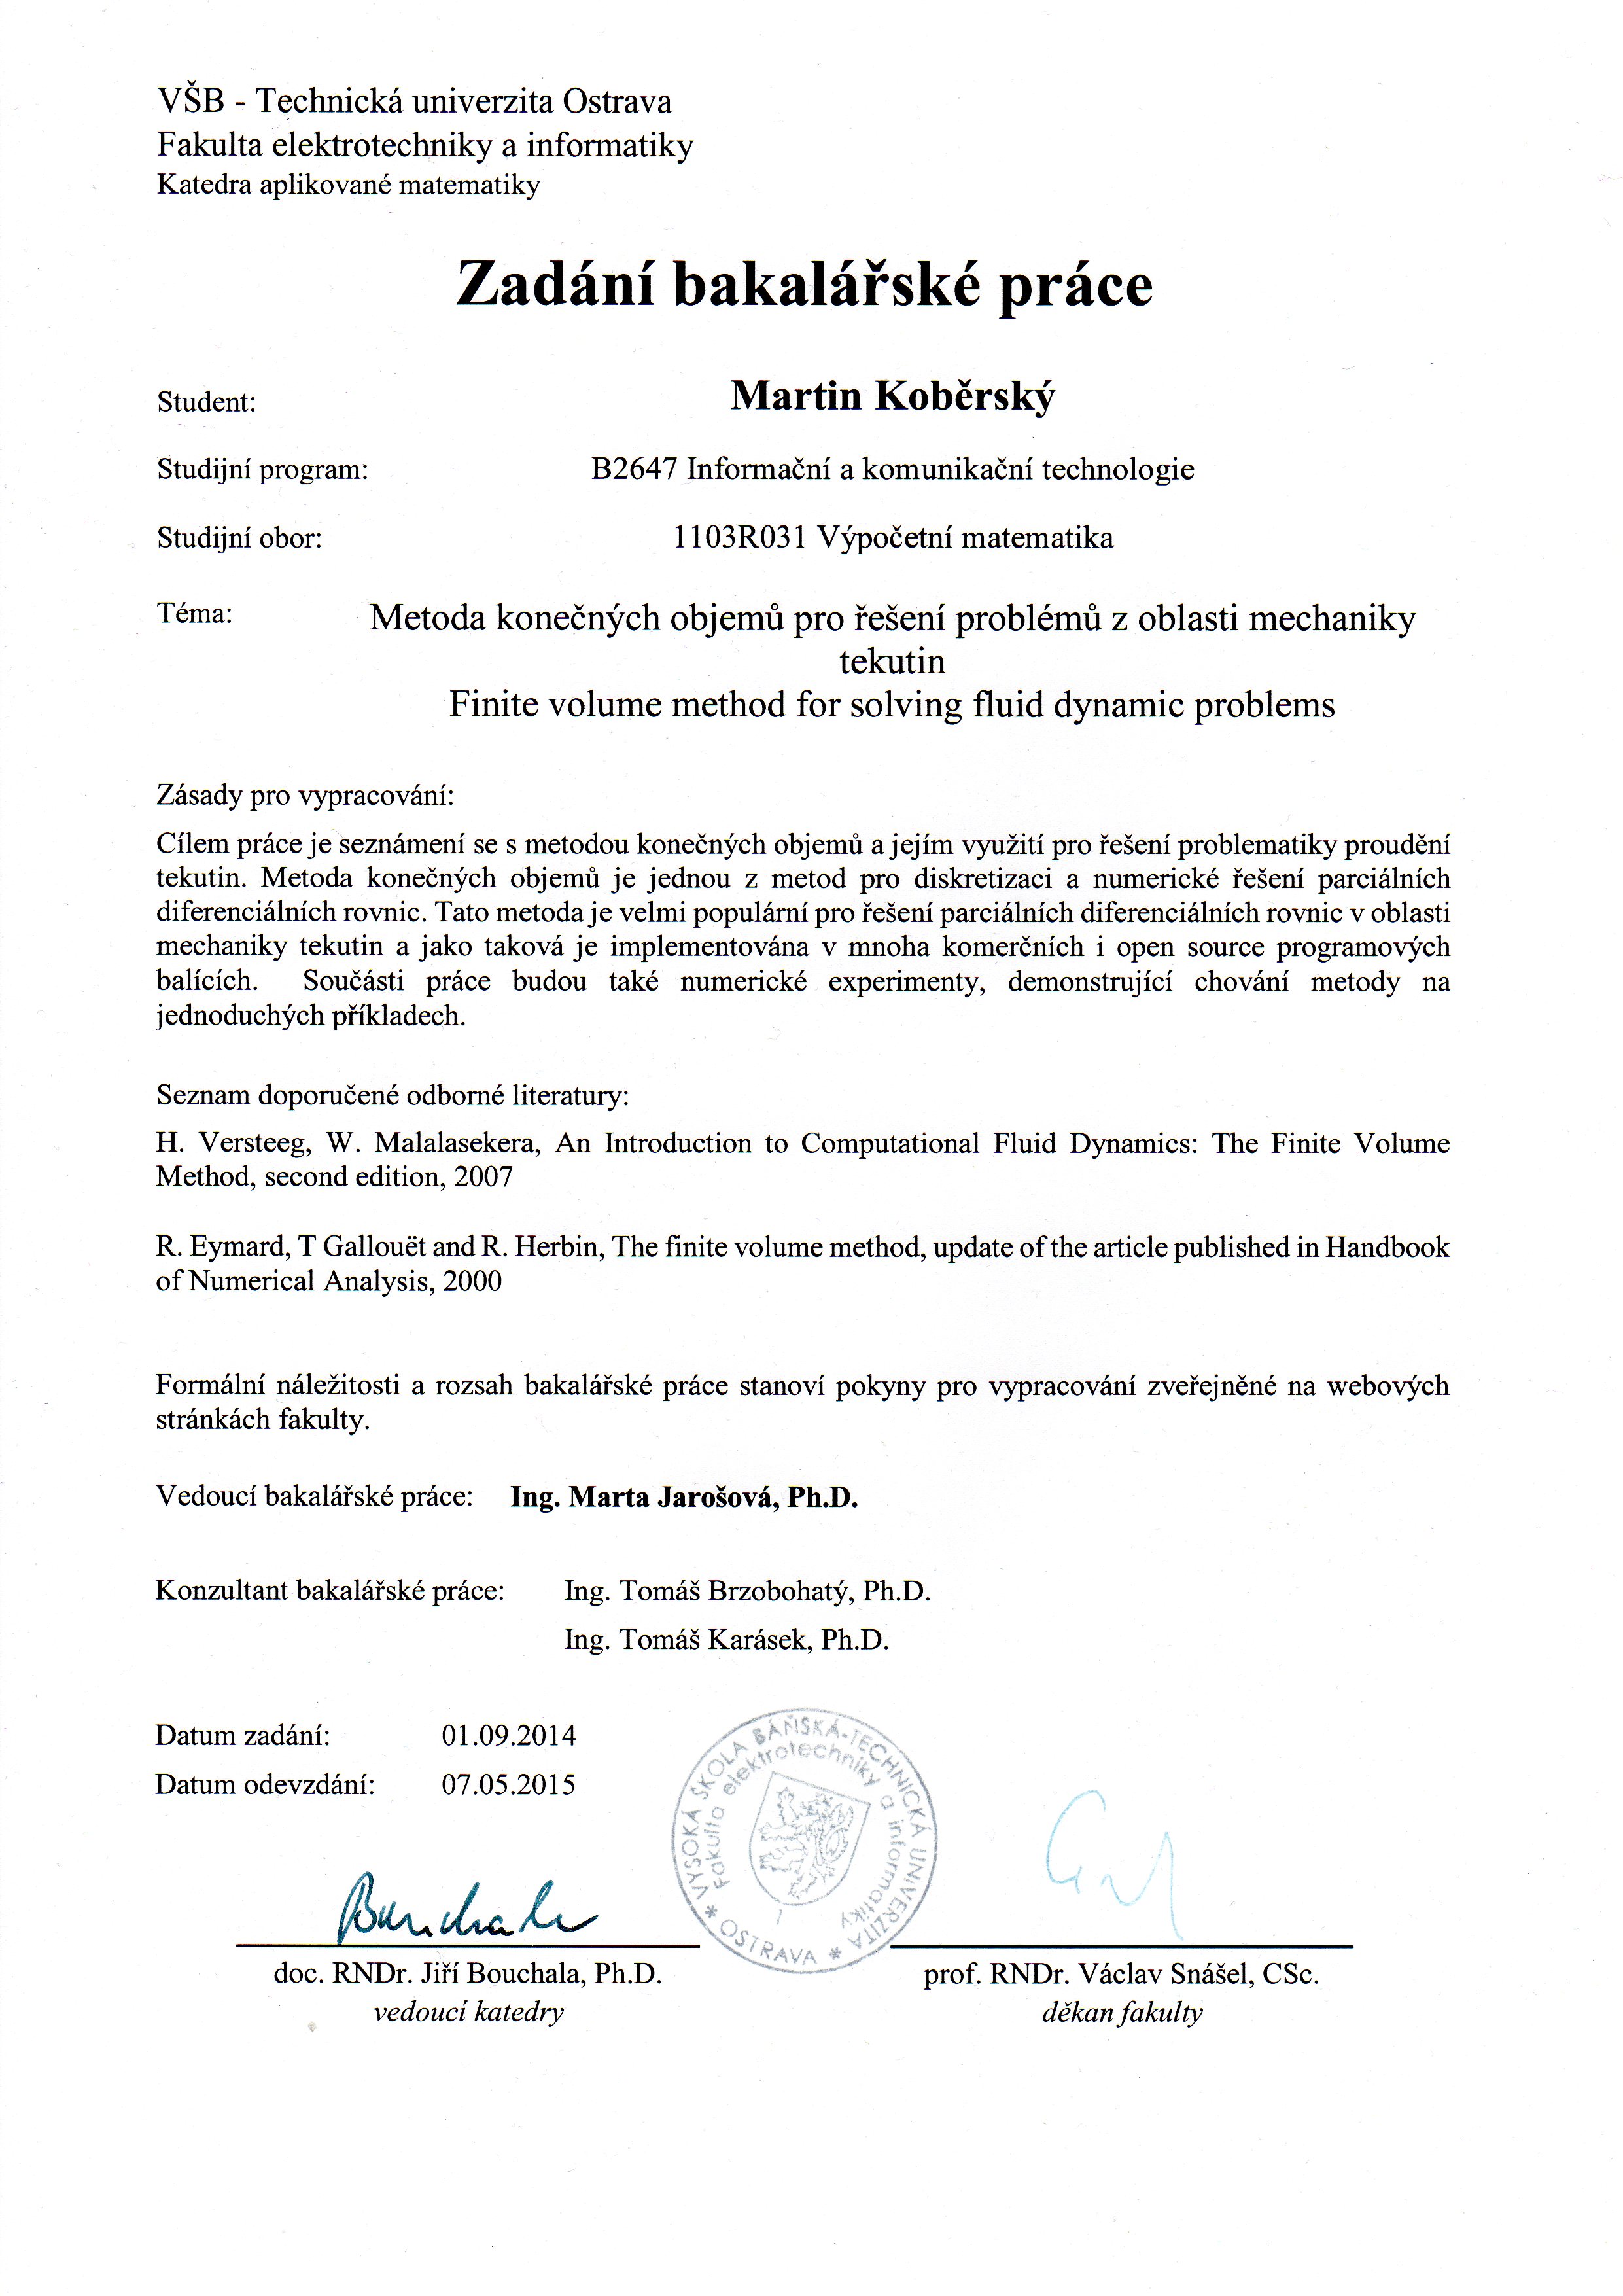 VŠB - Technická univerzita Ostrava
Fakulta elektrotechniky a informatiky
Katedra aplikované matematiky
Zadání bakalářské práce
Student:
Martin Koběrský
Studijní program:
B2647 Informační a komunikační technologie
Studijní obor:
1103R031 Výpočetní matematika
Téma:
Metoda konečných objemů pro řešení problémů z oblasti mechaniky
tekutin
Finite volume method for solving fluid dynamic problems
Zásady pro vypracování:
Cílem práce je seznámení se s metodou konečných objemů a jejím využití pro řešení problematiky proudění
tekutin. Metoda konečných objemů je jednou z metod pro diskretizaci a numerické řešení parciálních
diferenciálních rovnic. Tato metoda je velmi populární pro řešení parciálních diferenciálních rovnic v oblasti
mechaniky tekutin a jako taková je implementována v mnoha komerčních i open source programových
balících. Součásti práce budou také numerické experimenty, demonstrující chování metody na
jednoduchých příkladech.
Seznam doporučené odborné literatury:
H. Versteeg, W. Malalasekera, An Introduction to Computational Fluid Dynamics: The Finite Volume
Method, second edition, 2007
R. Eymard, T Gallouët and R. Herbin, The finite volume method, update of the article published in Handbook
of Numerical Analysis, 2000
Formální náležitosti a rozsah bakalářské práce stanoví pokyny pro vypracování zveřejněné na webových
stránkách fakulty.
Vedoucí bakalářské práce: Ing. Marta Jarošová, Ph.D.
Konzultant bakalářské práce: Ing. Tomáš Brzobohatý, Ph.D.
Ing. Tomáš Karásek, Ph.D.
Datum zadání: 01.09.2014
Datum odevzdání: 07.05.2015
VYSOKÁ ŠKOLA BÁŇSKÁ-TECHNICKÁ UNIVERZITA * OSTRAVA *
Fakulta elektrotechniky a informatiky
1
Bouchala
doc. RNDr. Jiří Bouchala, Ph.D.
vedoucí katedry
prof. RNDr. Václav Snášel, CSc.
děkan fakulty